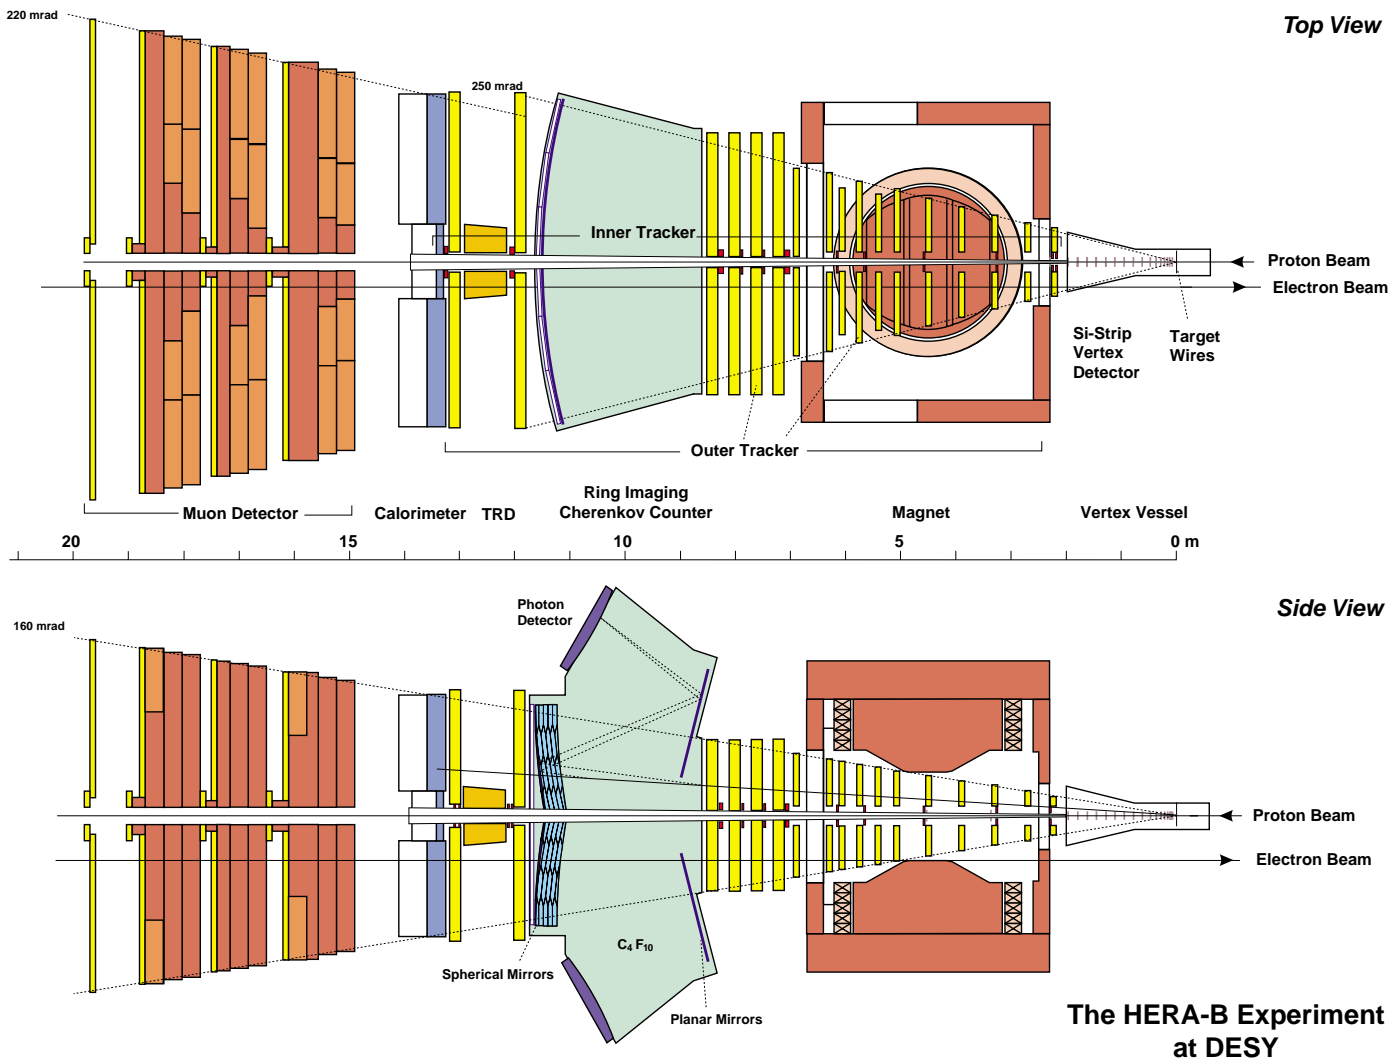 220 mrad
Top View
250 mrad
Inner Tracker
Proton Beam
Electron Beam
Si-Strip
Vertex
Detector
Target
Wires
Outer Tracker
Muon Detector
Calorimeter
TRD
Ring Imaging
Cherenkov Counter
Magnet
Vertex Vessel
20
15
10
5
0 m
Side View
160 mrad
Photon
Detector
Proton Beam
Electron Beam
C4 F10
Spherical Mirrors
Planar Mirrors
The HERA-B Experiment
at DESY